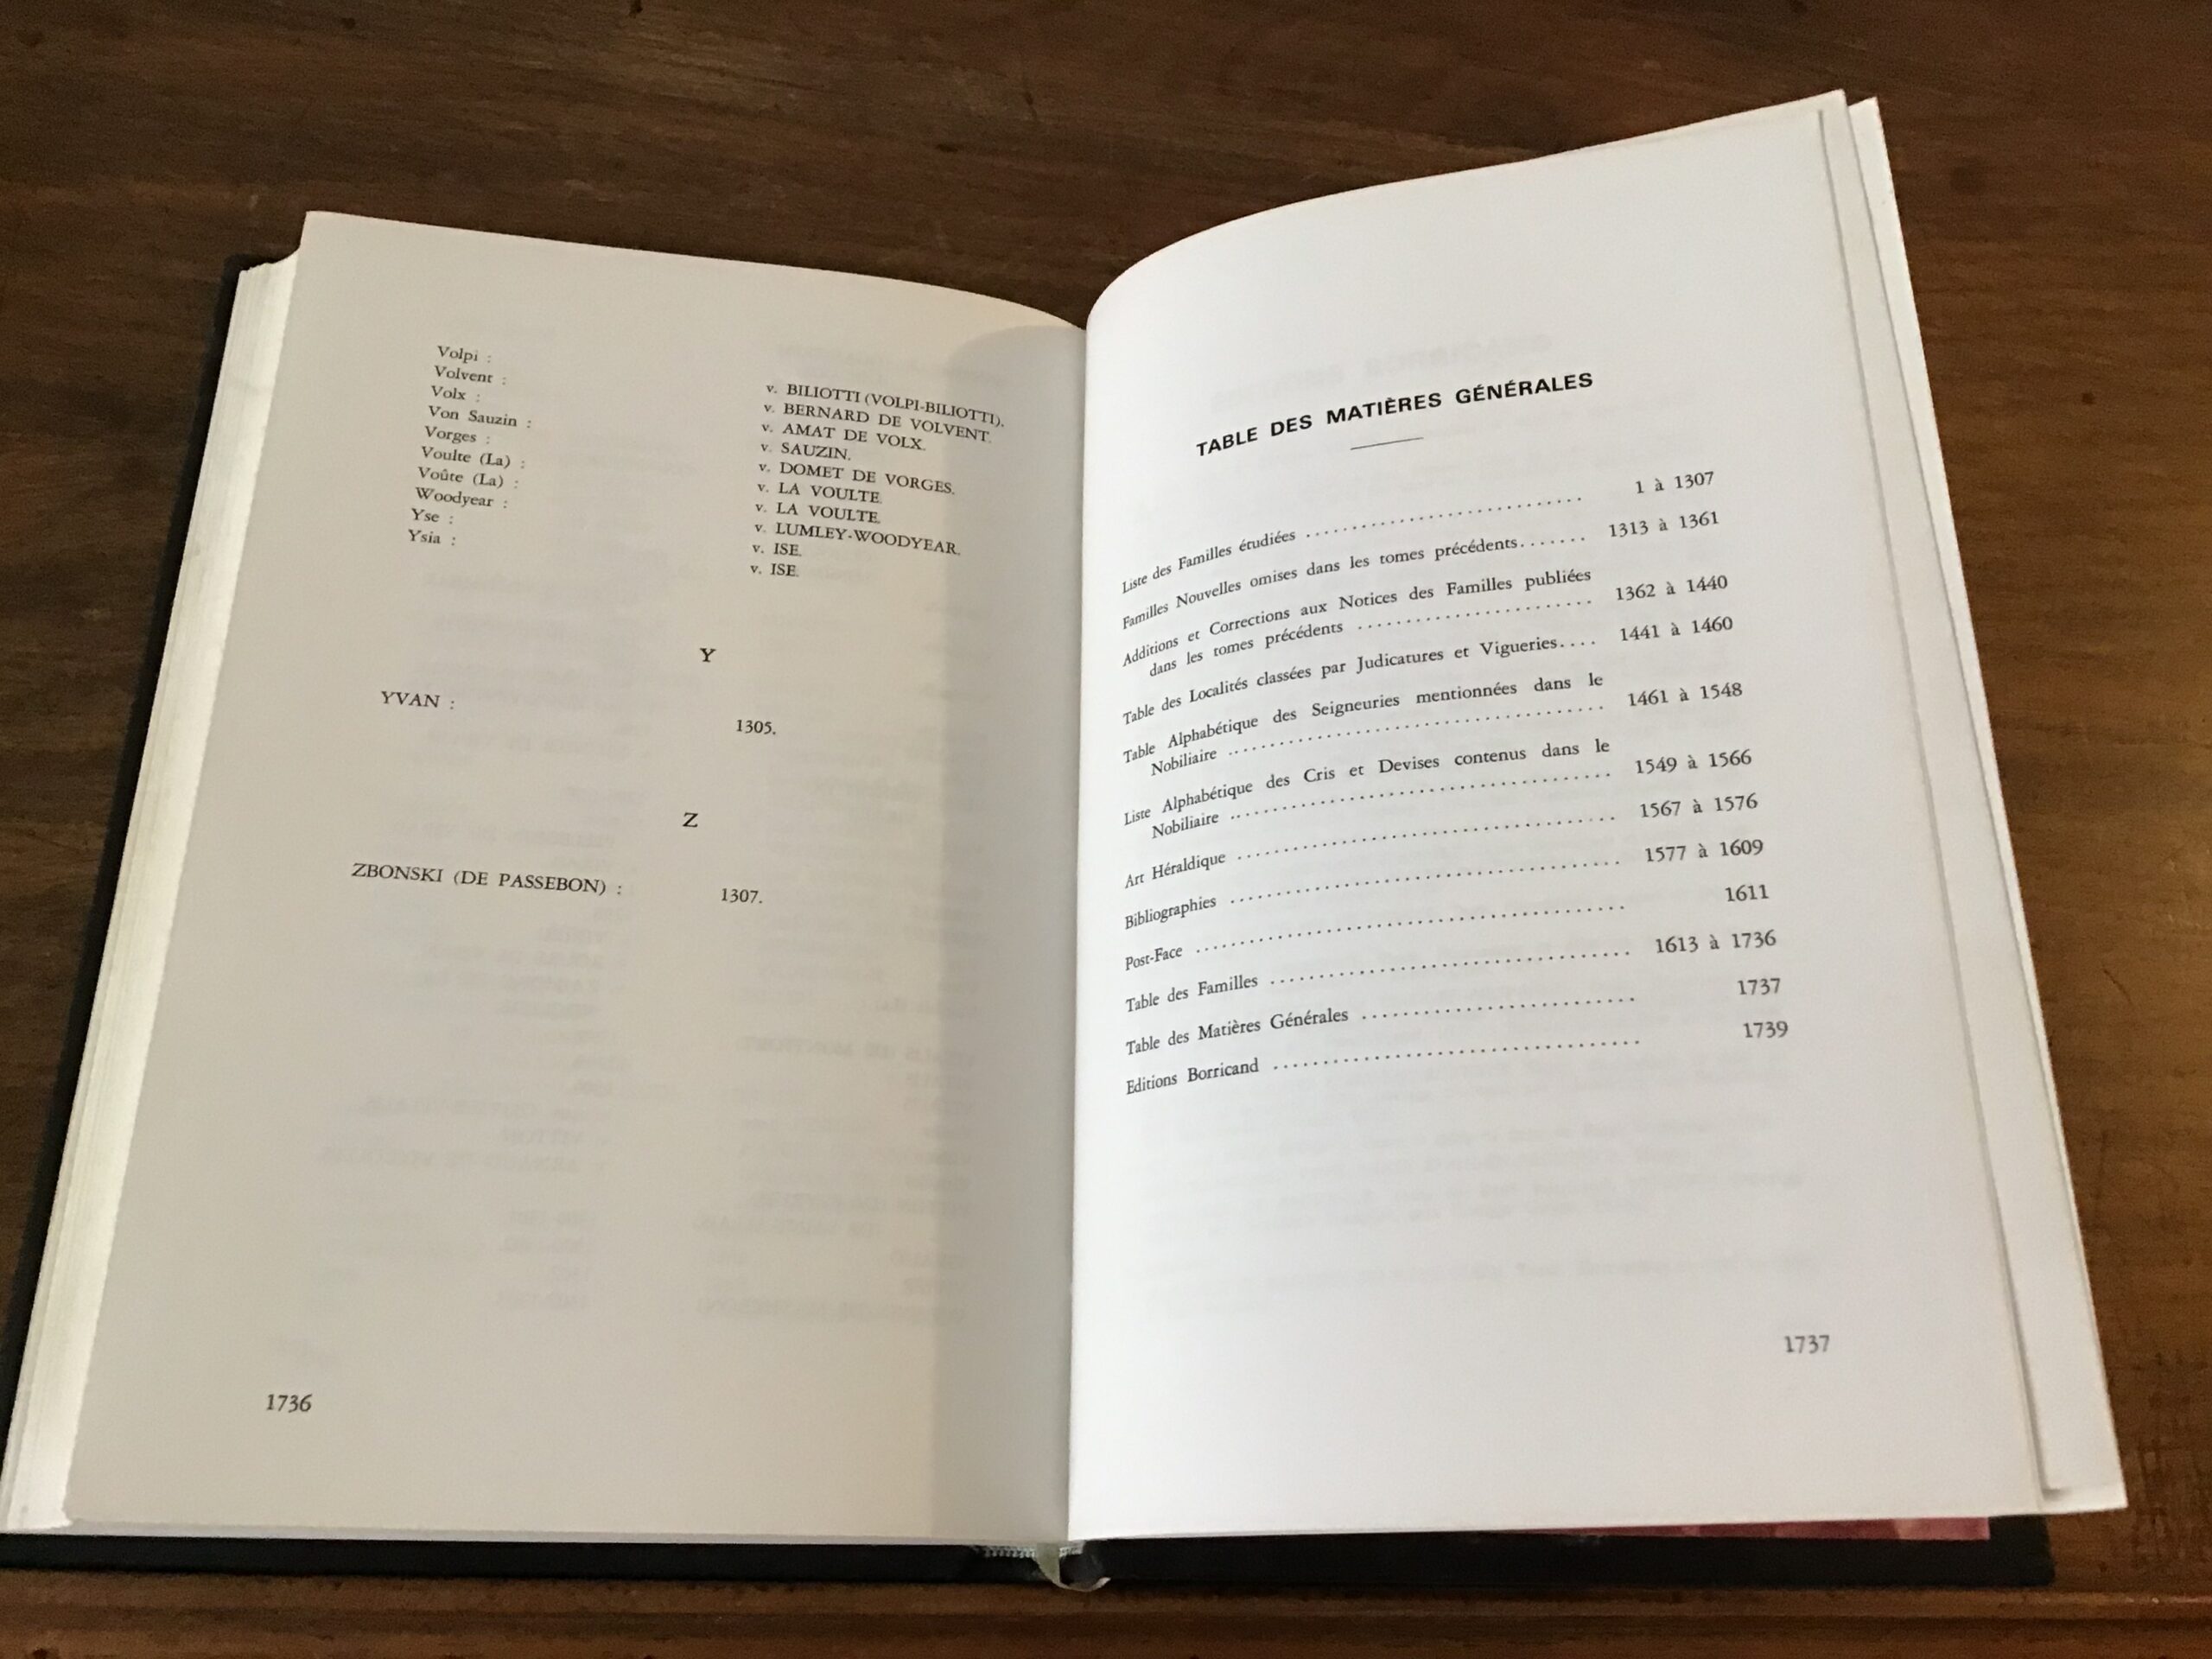 Volpi : v. BILIOTTI (VOLPI-BILIOTTI).
Volvent : v. BERNARD DE VOLVENT.
Volx : v. AMAT DE VOLX.
Von Sauzin : v. SAUZIN.
Vorges : v. DOMET DE VORGES.
Voulte (La) : v. LA VOULTE.
Voûte (La) : v. LA VOULTE.
Woodyear : v. LUMLEY-WOODYEAR.
Yse : v. ISE.
Ysia : v. ISE.
Y
YVAN : 1305.
Z
ZBONSKI (DE PASSEBON) : 1307.
1736
TABLE DES MATIÈRES GÉNÉRALES
Liste des Familles étudiées .............................. 1 à 1307
Familles Nouvelles omises dans les tomes précédents....... 1313 à 1361
Additions et Corrections aux Notices des Familles publiées
dans les tomes précédents ......................... 1362 à 1440
Table des Localités classées par Judicatures et Vigueries.... 1441 à 1460
Table Alphabétique des Seigneuries mentionnées dans le
Nobiliaire ........................................ 1461 à 1548
Liste Alphabétique des Cris et Devises contenus dans le
Nobiliaire ........................................ 1549 à 1566
Art Héraldique ........................................ 1567 à 1576
Bibliographies ......................................... 1577 à 1609
Post-Face ............................................. 1611
Table des Familles ...................................... 1613 à 1736
Table des Matières Générales ............................. 1737
Editions Borricand ....................................... 1739
1737